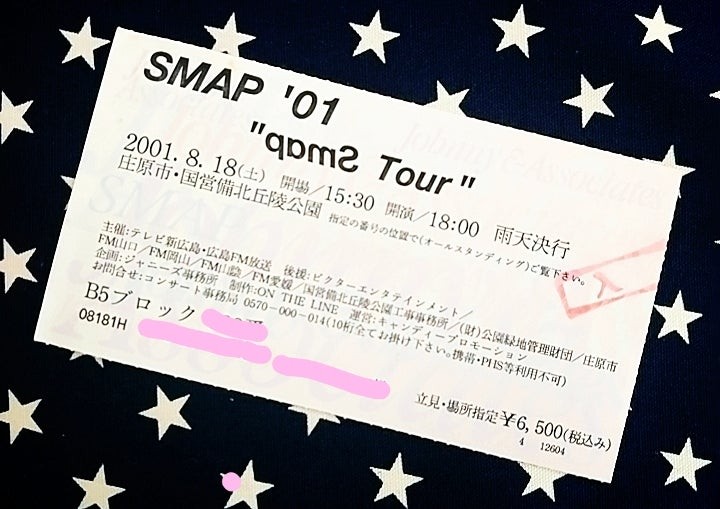 SMAP '01
"pamS Tour"
2001. 8. 18(土) 開場/15:30 開演/18:00 雨天決行
庄原市・国営備北丘陵公園 指定の番号の位置で(オールスタンディング)ご覧下さい。
主催:テレビ新広島・広島FM放送 後援:ビクターエンタテインメント/
FM山口/FM岡山/FM山陰/FM愛媛/国営備北丘陵公園工事事務所/(財)公園緑地管理財団/庄原市
企画:ジャニーズ事務所 制作:ON THE LINE 運営:キャンディープロモーション
お問合せ:コンサート事務局 0570-000-014(10桁全てお掛け下さい。携帯・PHS等利用不可)
B5ブロック
08181H
立見・場所指定 ¥6,500(税込み)
4 12604
Johnny's Associates
入